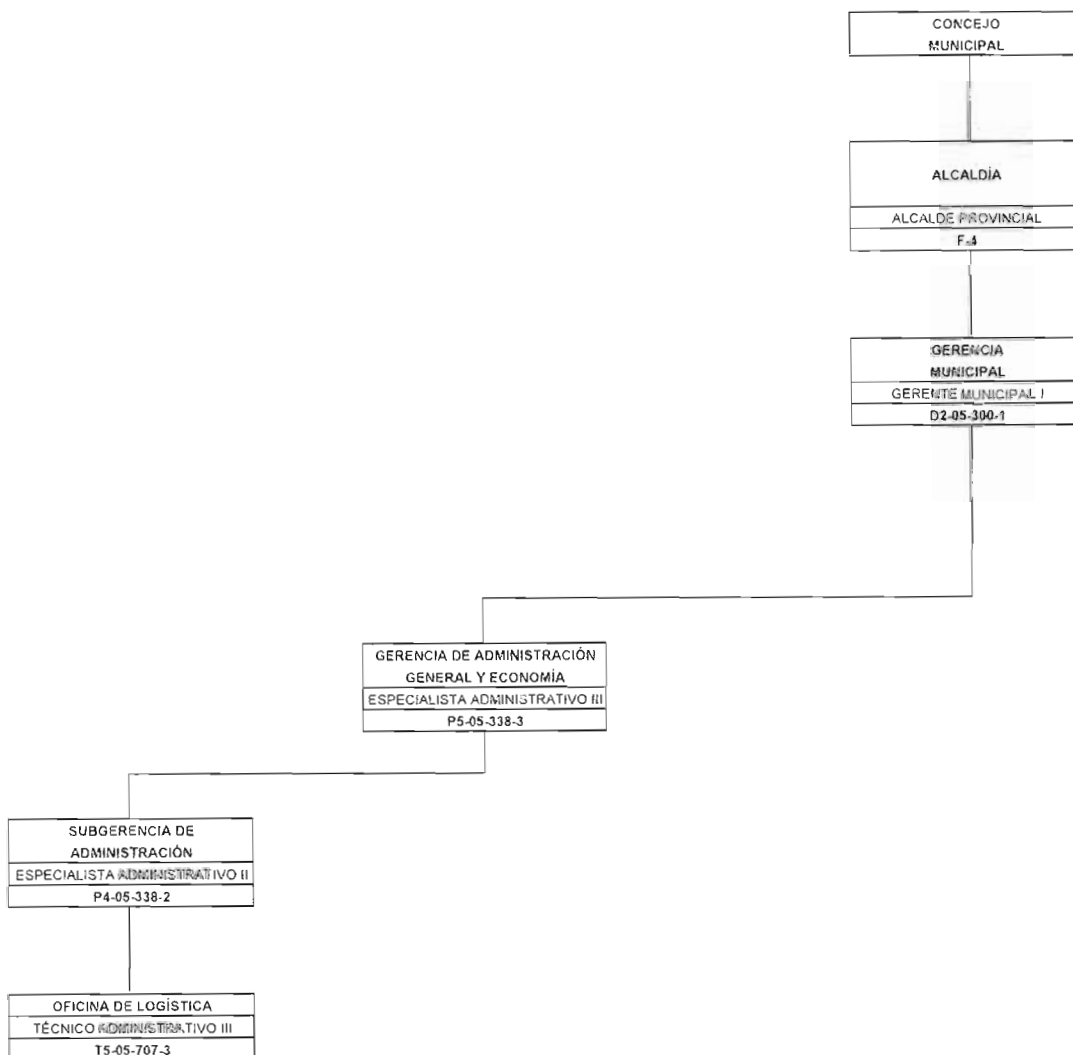 CONCEJO
MUNICIPAL
ALCALDÍA
ALCALDE PROVINCIAL
F-4
GERENCIA
MUNICIPAL
GERENTE MUNICIPAL I
D2-05-300-1
GERENCIA DE ADMINISTRACIÓN
GENERAL Y ECONOMÍA
ESPECIALISTA ADMINISTRATIVO III
P5-05-338-3
SUBGERENCIA DE
ADMINISTRACIÓN
ESPECIALISTA ADMINISTRATIVO II
P4-05-338-2
OFICINA DE LOGÍSTICA
TÉCNICO ADMINISTRATIVO III
T5-05-707-3